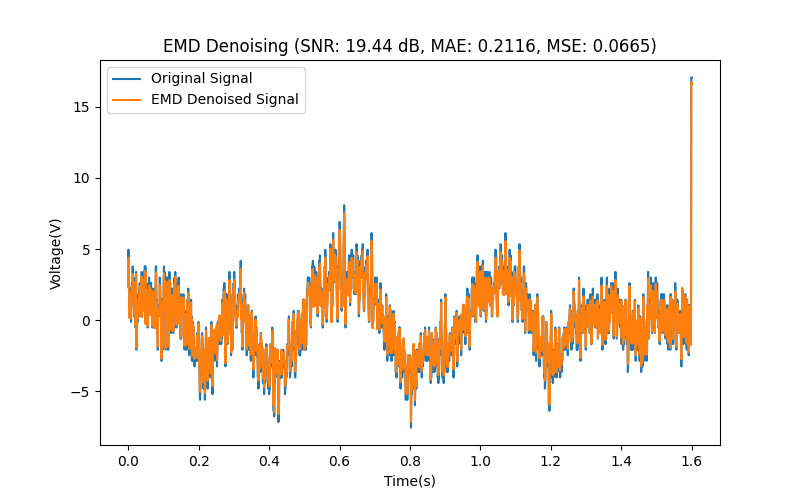 EMD Denoising (SNR: 19.44 dB, MAE: 0.2116, MSE: 0.0665)
Original Signal
EMD Denoised Signal
15
10
5
0
−5
Voltage(V)
0.0 0.2 0.4 0.6 0.8 1.0 1.2 1.4 1.6
Time(s)